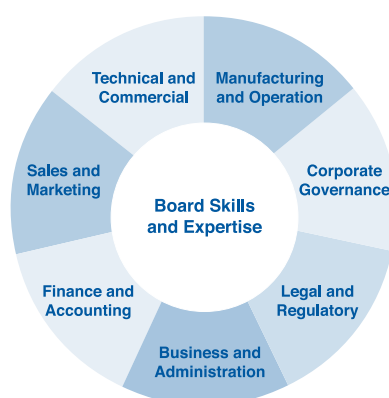 Technical and
Commercial
Manufacturing
and Operation
Sales and
Marketing
Corporate
Governance
Board Skills
and Expertise
Finance and
Accounting
Legal and
Regulatory
Business and
Administration